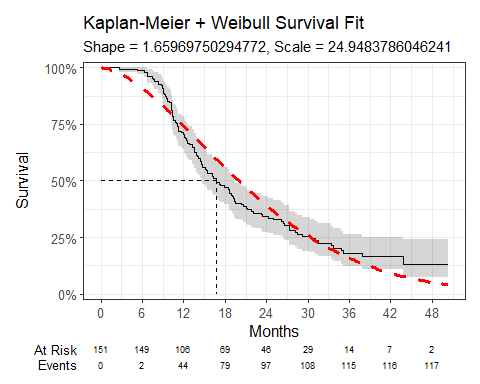 Kaplan-Meier + Weibull Survival Fit
Shape = 1.65969750294772, Scale = 24.9483786046241
100%
75%
50%
25%
0%
Survival
0 6 12 18 24 30 36 42 48
Months
At Risk 151 149 106 69 46 29 14 7 2
Events 0 2 44 79 97 108 115 116 117